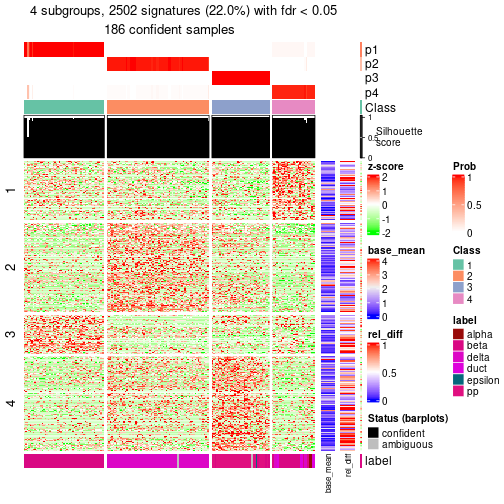 4 subgroups, 2502 signatures (22.0%) with fdr < 0.05
186 confident samples
p1
p2
p3
p4
Class
1
0.5
0
Silhouette
score
1
2
3
4
label
base_mean
rel_diff
z-score
2
1
0
-1
-2
base_mean
4
3
2
1
0
rel_diff
1
0.5
0
Status (barplots)
confident
ambiguous
Prob
1
0.5
0
Class
1
2
3
4
label
alpha
beta
delta
duct
epsilon
pp